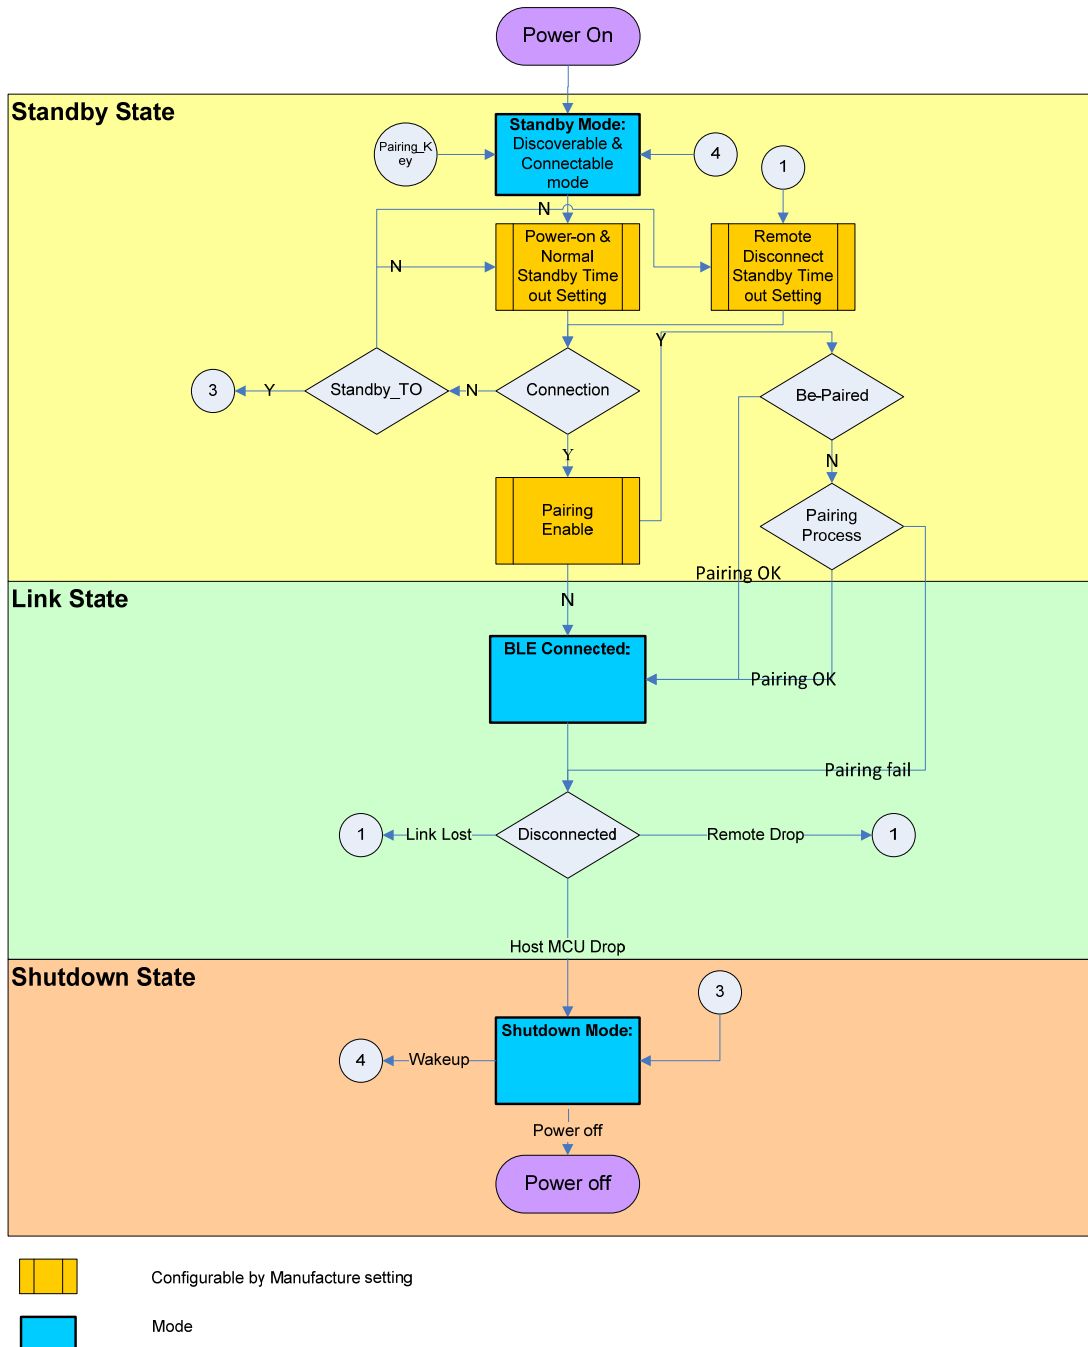 Power On
Standby State
Standby Mode:
Discoverable &
Connectable
mode
Pairing_K
ey
4
1
N
Power-on &
Normal
Standby Time
out Setting
Remote
Disconnect
Standby Time
out Setting
N
Y
3
Y
Standby_TO
N
Connection
Be-Paired
Y
N
Pairing
Enable
Pairing
Process
Pairing OK
Link State
N
BLE Connected:
Pairing OK
Pairing fail
1
Link Lost
Disconnected
Remote Drop
1
Host MCU Drop
Shutdown State
3
Shutdown Mode:
4
Wakeup
Power off
Power off
Configurable by Manufacture setting
Mode